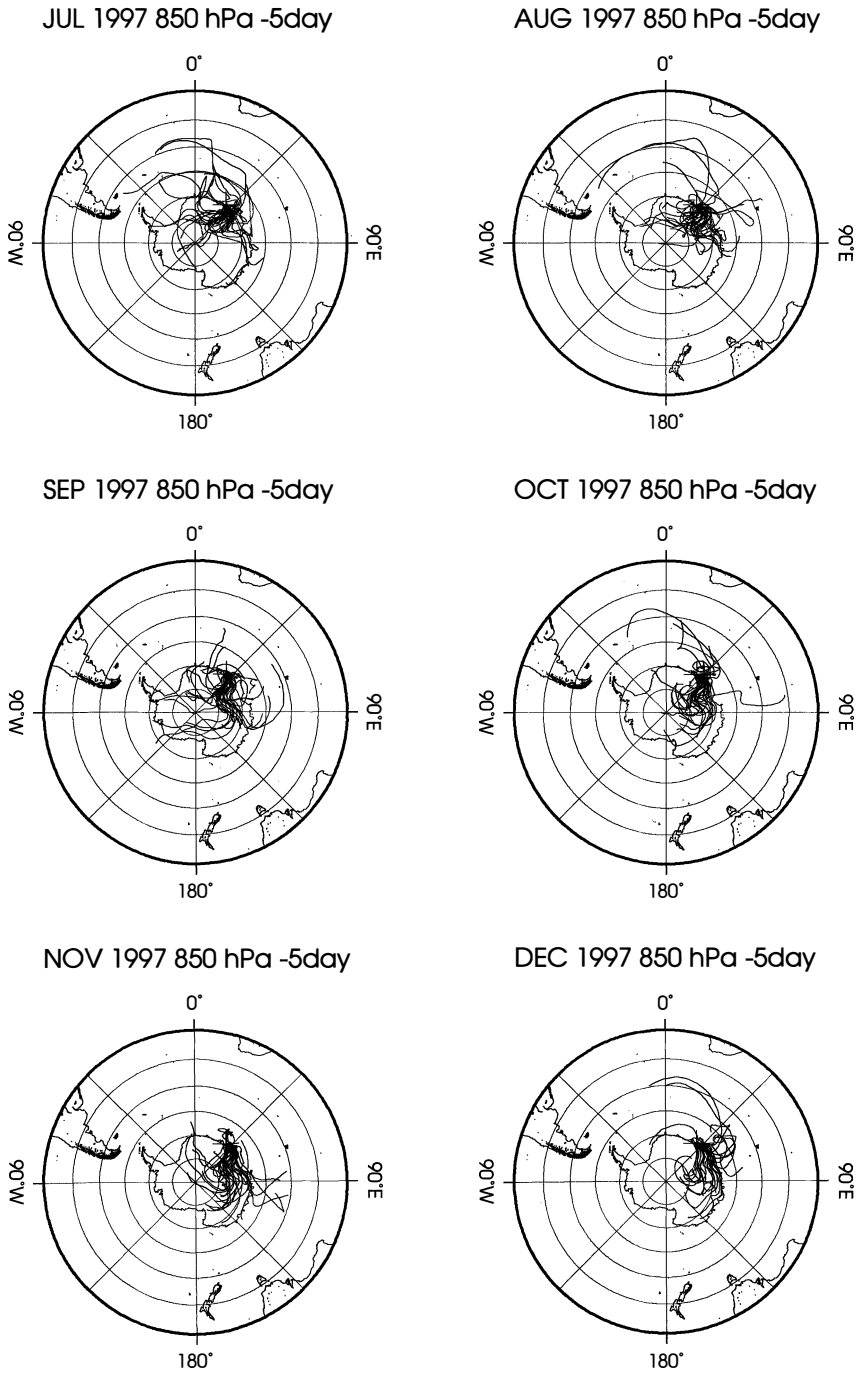 JUL 1997 850 hPa -5day
AUG 1997 850 hPa -5day
0°
0°
90°W
90°E
90°W
90°E
180°
180°
SEP 1997 850 hPa -5day
OCT 1997 850 hPa -5day
0°
0°
90°W
90°E
90°W
90°E
180°
180°
NOV 1997 850 hPa -5day
DEC 1997 850 hPa -5day
0°
0°
90°W
90°E
90°W
90°E
180°
180°